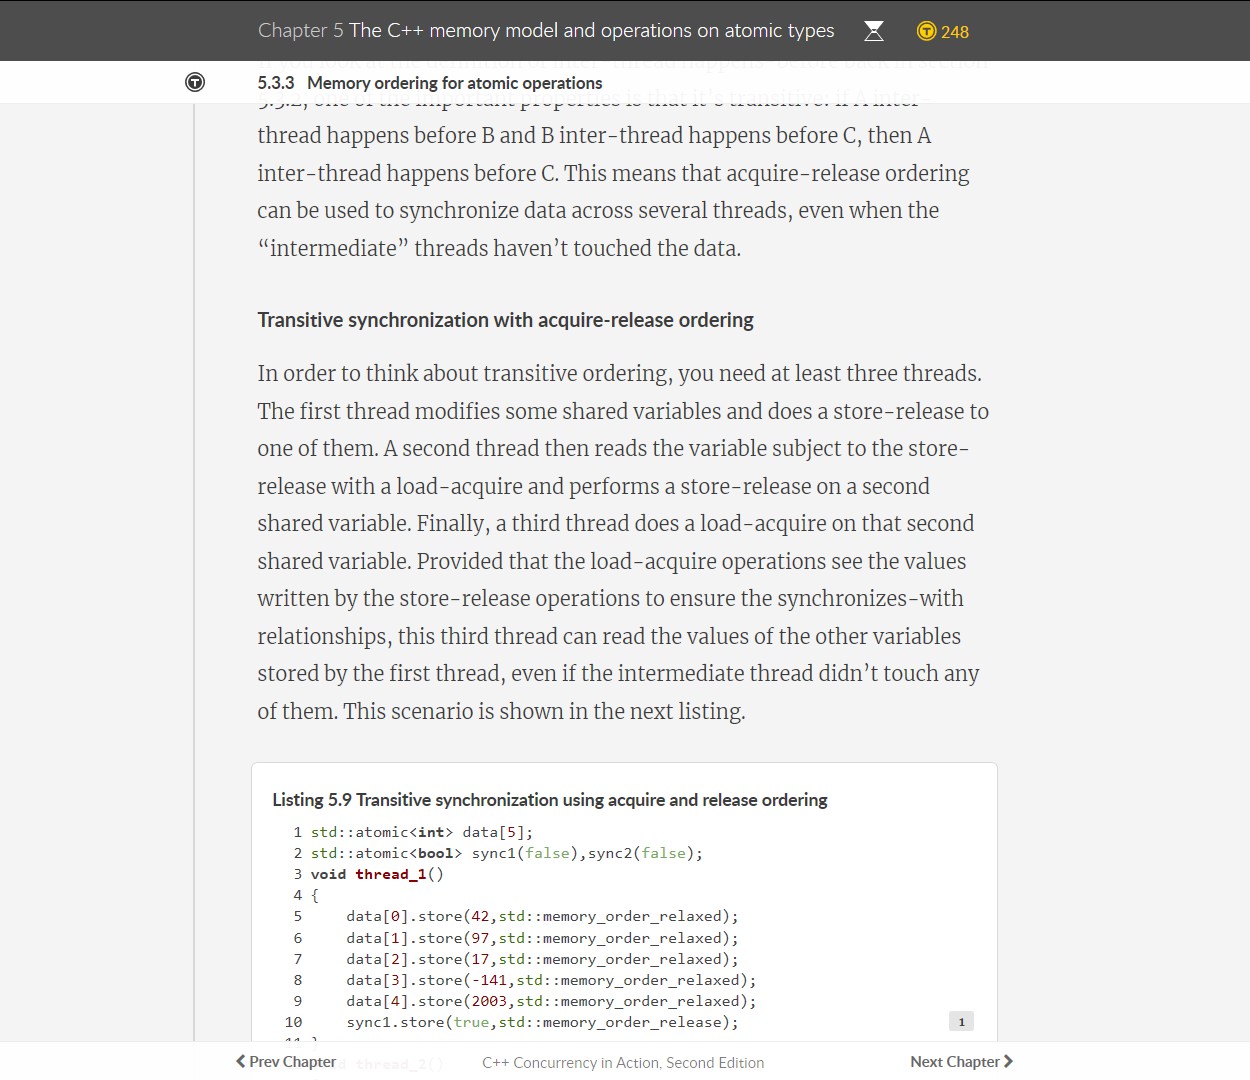 Chapter 5 The C++ memory model and operations on atomic types
248
5.3.3 Memory ordering for atomic operations
5.3.2, one of the important properties is that it's transitive: if A inter-
thread happens before B and B inter-thread happens before C, then A
inter-thread happens before C. This means that acquire-release ordering
can be used to synchronize data across several threads, even when the
“intermediate” threads haven’t touched the data.
Transitive synchronization with acquire-release ordering
In order to think about transitive ordering, you need at least three threads.
The first thread modifies some shared variables and does a store-release to
one of them. A second thread then reads the variable subject to the store-
release with a load-acquire and performs a store-release on a second
shared variable. Finally, a third thread does a load-acquire on that second
shared variable. Provided that the load-acquire operations see the values
written by the store-release operations to ensure the synchronizes-with
relationships, this third thread can read the values of the other variables
stored by the first thread, even if the intermediate thread didn’t touch any
of them. This scenario is shown in the next listing.
Listing 5.9 Transitive synchronization using acquire and release ordering
1 std::atomic<int> data[5];
2 std::atomic<bool> sync1(false),sync2(false);
3 void thread_1()
4 {
5     data[0].store(42,std::memory_order_relaxed);
6     data[1].store(97,std::memory_order_relaxed);
7     data[2].store(17,std::memory_order_relaxed);
8     data[3].store(-141,std::memory_order_relaxed);
9     data[4].store(2003,std::memory_order_relaxed);
10     sync1.store(true,std::memory_order_release); 1
11 }
Prev Chapter C++ Concurrency in Action, Second Edition Next Chapter